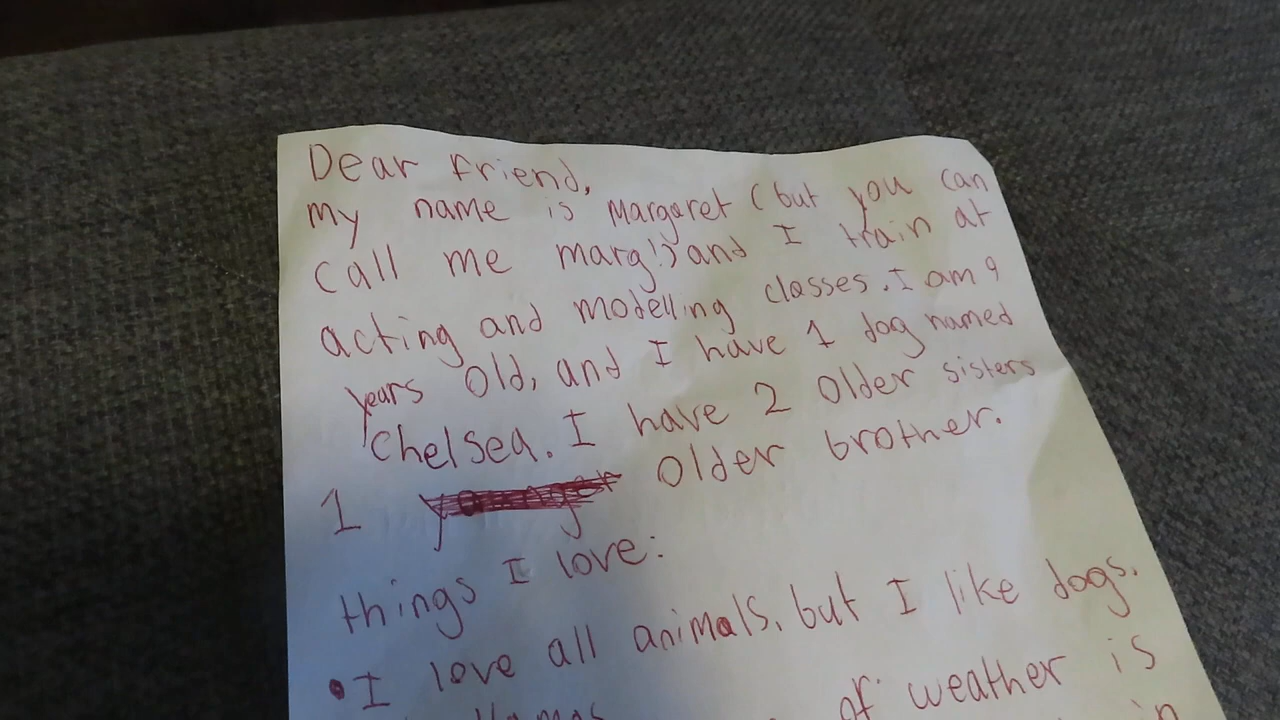 Dear friend,
my name is Margaret (but you can
call me marg!) and I train at
acting and modelling classes. I am 9
years old, and I have 1 dog named
Chelsea. I have 2 older sisters
1 older brother.
things I love:
• I love all animals, but I like dogs.
of weather is
in